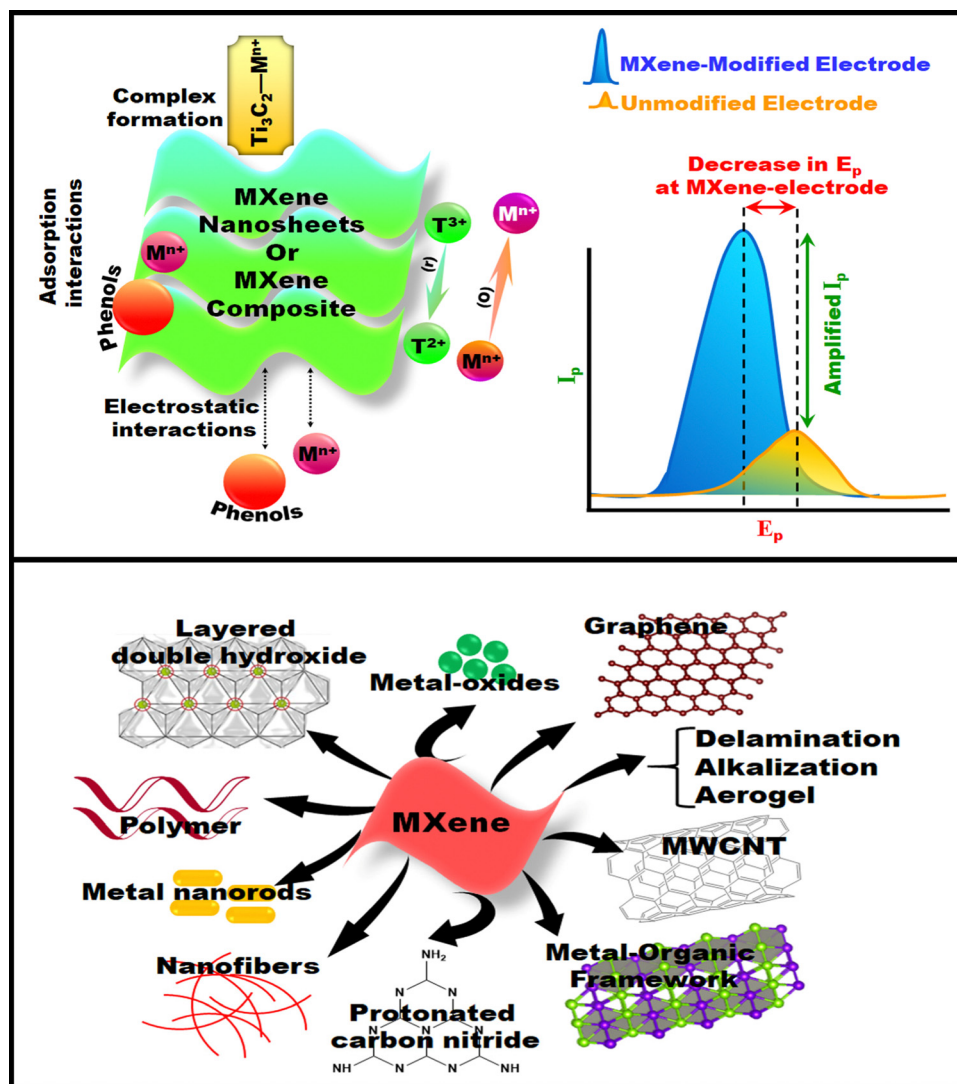 Complex
formation
Ti₃C₂—Mⁿ⁺
Adsorption
interactions
MXene
Nanosheets
Or
MXene
Composite
Mⁿ⁺
Phenols
T³⁺
(r)
T²⁺
Mⁿ⁺
(O)
Mⁿ⁺
Electrostatic
interactions
Mⁿ⁺
Phenols
MXene-Modified Electrode
Unmodified Electrode
Decrease in Eₚ
at MXene-electrode
Amplified Iₚ
Iₚ
Eₚ
Layered
double hydroxide
Metal-oxides
Graphene
Delamination
Alkalization
Aerogel
Polymer
MXene
MWCNT
Metal nanorods
Nanofibers
Metal-Organic
Framework
NH₂
N
N
N
N
N
Protonated
carbon nitride
N
N
NH
N
NH